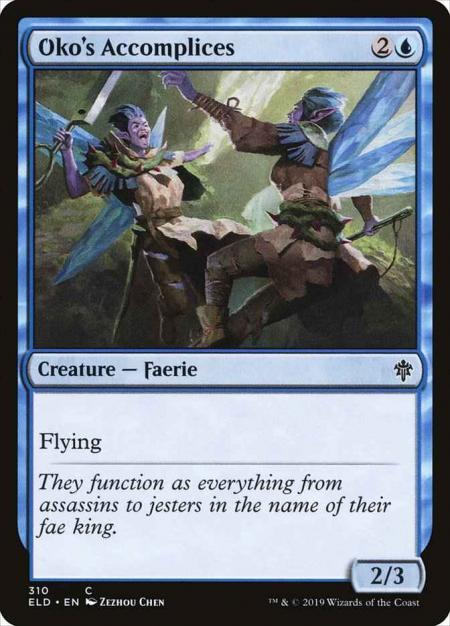 Oko's Accomplices 2
Creature — Faerie
Flying
They function as everything from
assassins to jesters in the name of their
fae king.
2/3
310 C
ELD • EN Zezhou Chen
™ & © 2019 Wizards of the Coast